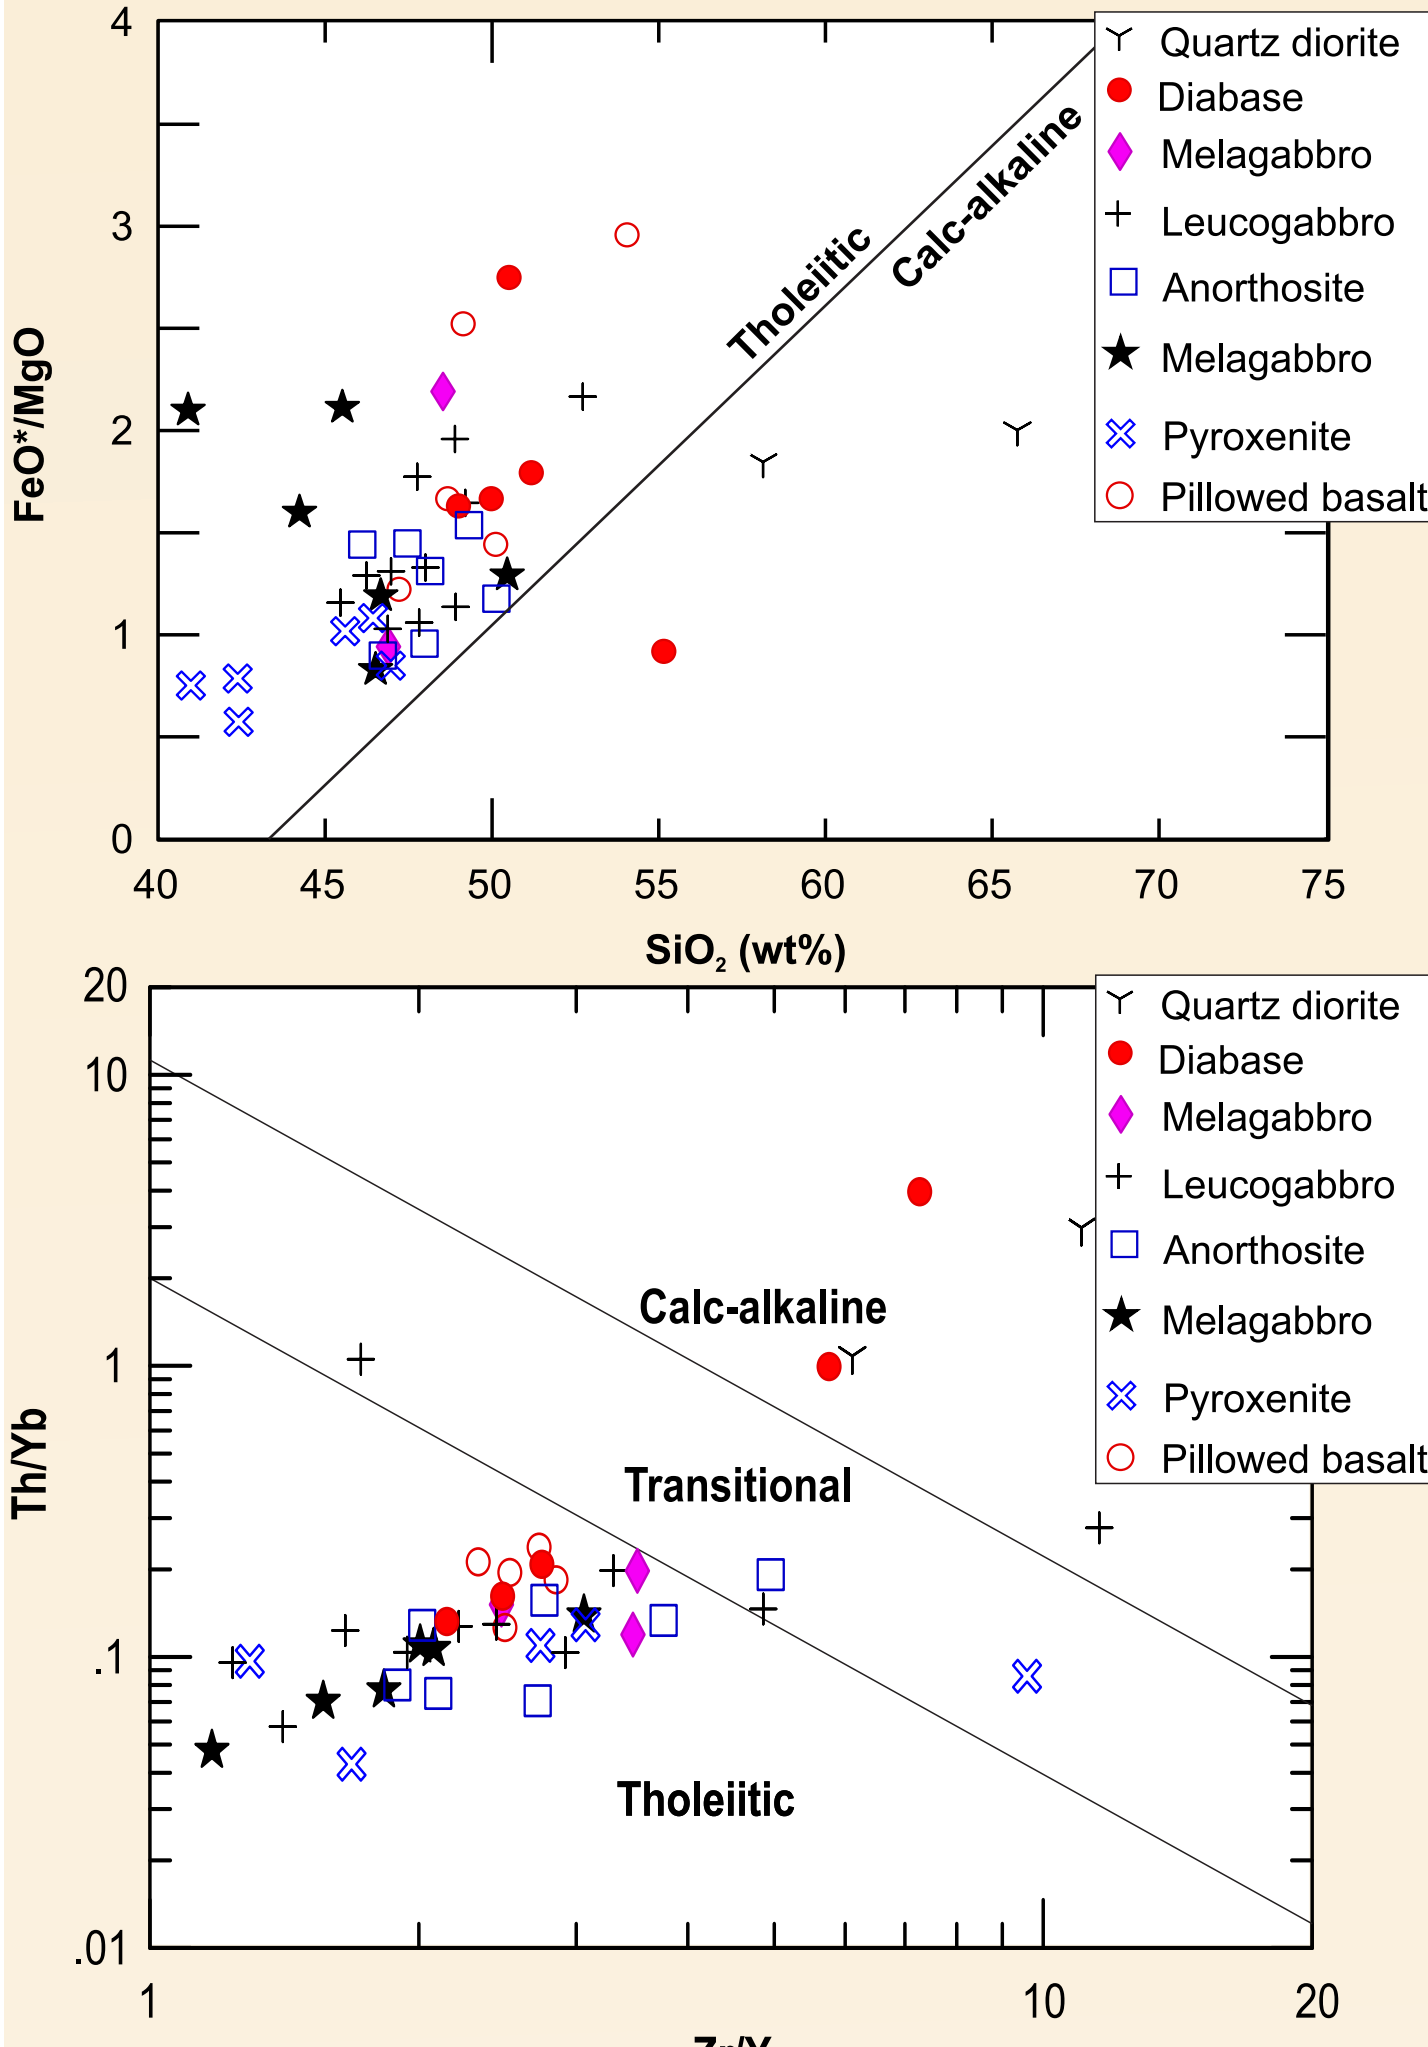 4
3
2
1
0
FeO*/MgO
40 45 50 55 60 65 70 75
SiO₂ (wt%)
Tholeiitic
Calc-alkaline
Quartz diorite
Diabase
Melagabbro
Leucogabbro
Anorthosite
Melagabbro
Pyroxenite
Pillowed basalt
20
10
1
.1
.01
Th/Yb
Calc-alkaline
Transitional
Tholeiitic
Quartz diorite
Diabase
Melagabbro
Leucogabbro
Anorthosite
Melagabbro
Pyroxenite
Pillowed basalt
1 10 20
Zr/Y